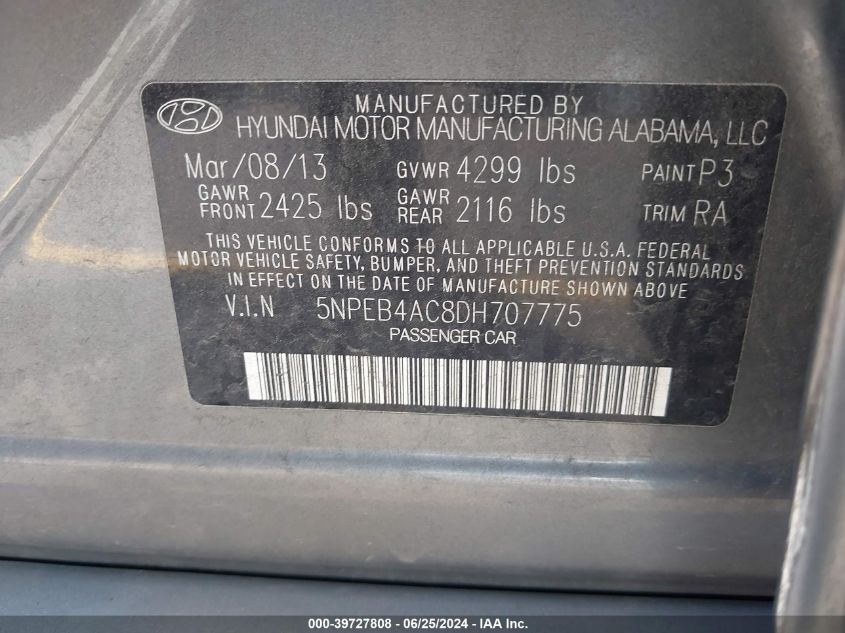 MANUFACTURED BY
HYUNDAI MOTOR MANUFACTURING ALABAMA, LLC
Mar/08/13 GVWR 4299 lbs PAINT P3
GAWR FRONT 2425 lbs GAWR REAR 2116 lbs TRIM RA
THIS VEHICLE CONFORMS TO ALL APPLICABLE U.S.A. FEDERAL
MOTOR VEHICLE SAFETY, BUMPER, AND THEFT PREVENTION STANDARDS
IN EFFECT ON THE DATE OF MANUFACTURE SHOWN ABOVE
V.I.N 5NPEB4AC8DH707775
PASSENGER CAR
000-39727808 - 06/25/2024 - IAA Inc.